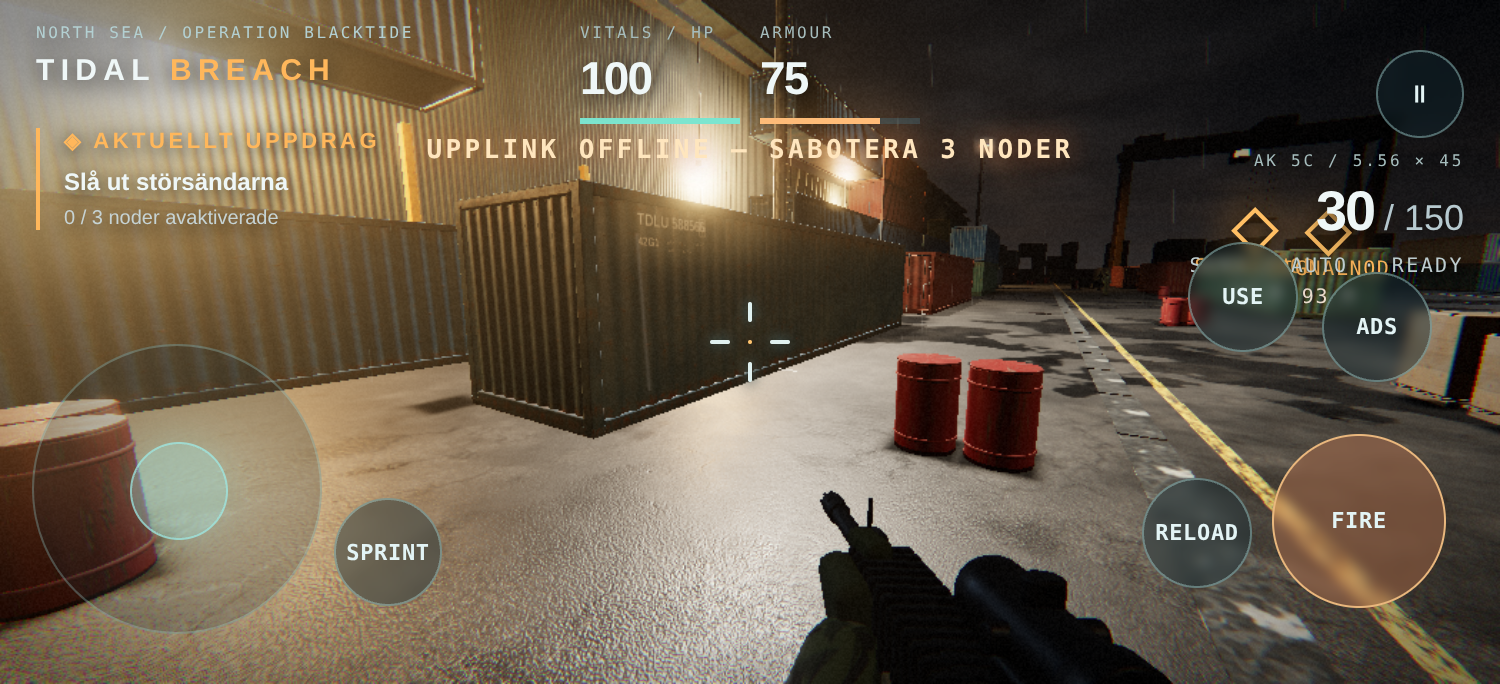 NORTH SEA / OPERATION BLACKTIDE
TIDAL BREACH
VITALS / HP
100
ARMOUR
75
◈ AKTUELLT UPPDRAG
Slå ut störsändarna
0 / 3 noder avaktiverade
UPPLINK OFFLINE — SABOTERA 3 NODER
TDLU 588565
42G1
AK 5C / 5.56 × 45
30 / 150
AUTO · READY
93
USE
ADS
SPRINT
RELOAD
FIRE